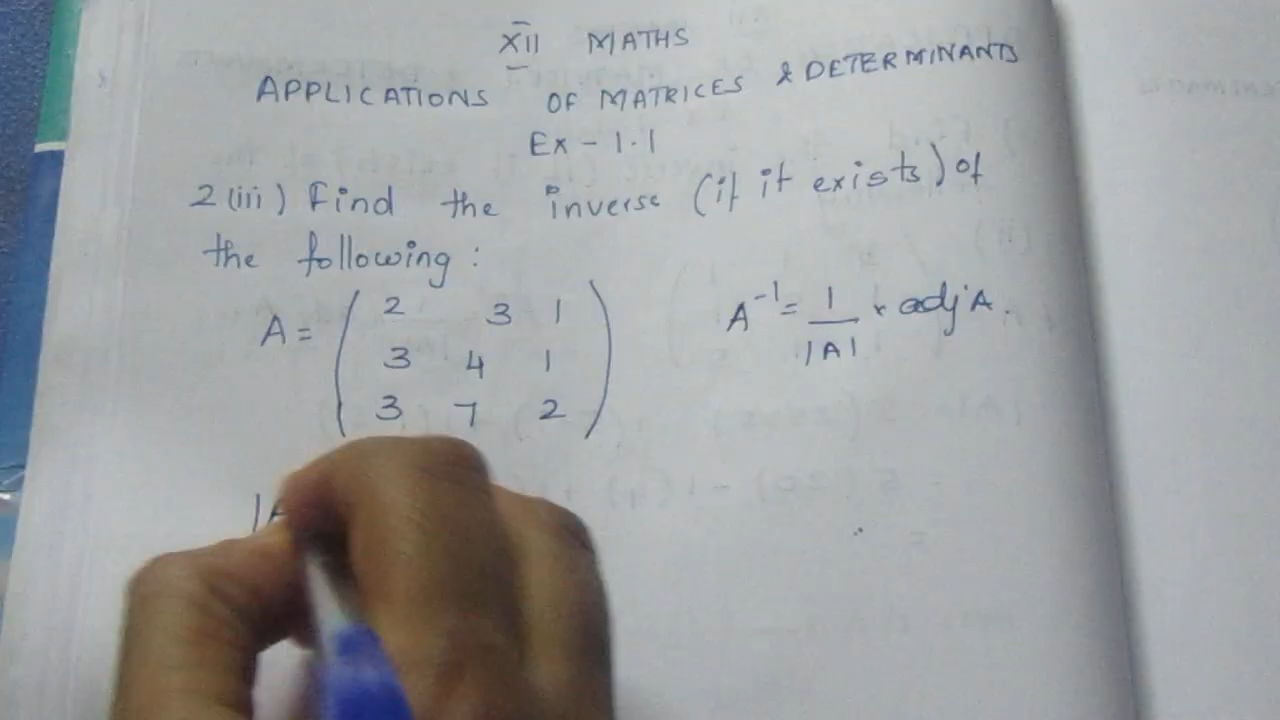 XII MATHS
APPLICATIONS OF MATRICES & DETERMINANTS
Ex - 1.1
2 (iii) Find the inverse (if it exists) of
the following :
A = ( 2 3 1
3 4 1
3 7 2 )
A⁻¹ = 1/|A| × adj A.
|A